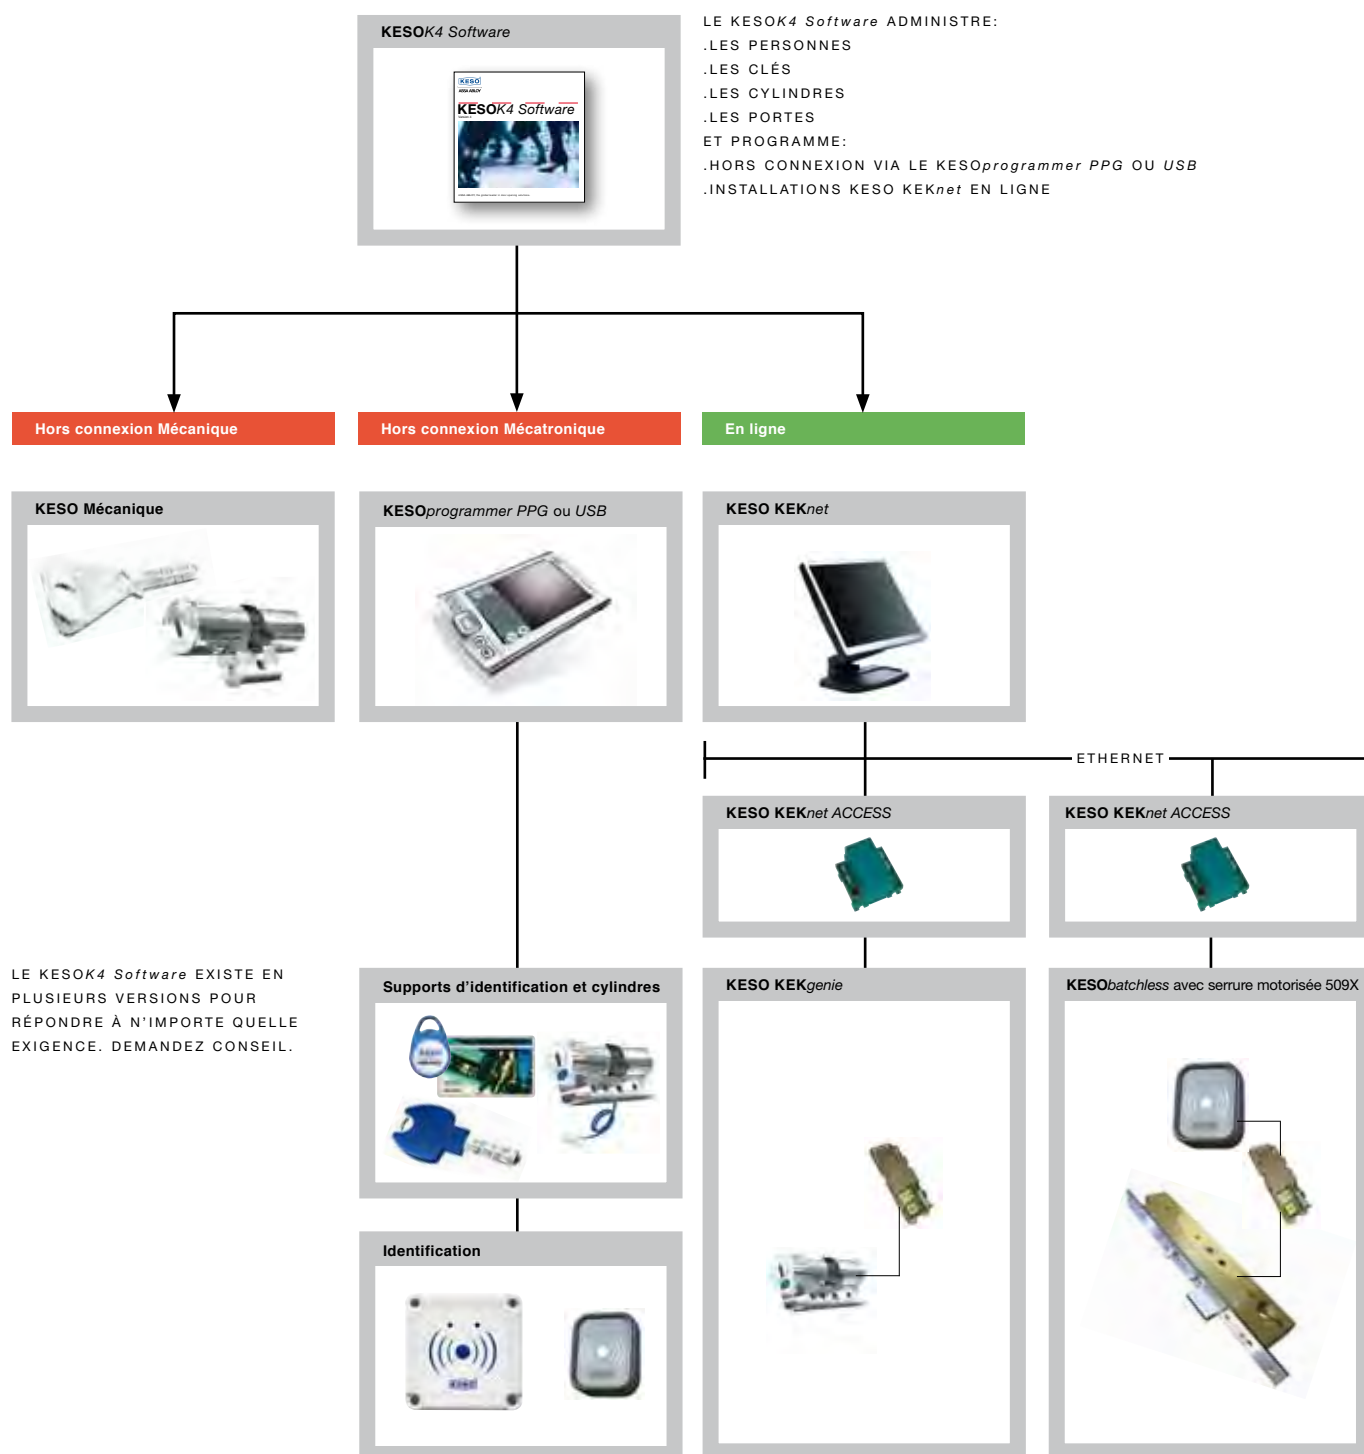 KESOK4 Software
KESO
ASSA ABLOY
KESOK4 Software
LE KESOK4 Software ADMINISTRE:
.LES PERSONNES
.LES CLÉS
.LES CYLINDRES
.LES PORTES
ET PROGRAMME:
.HORS CONNEXION VIA LE KESOprogrammer PPG OU USB
.INSTALLATIONS KESO KEKnet EN LIGNE
Hors connexion Mécanique
Hors connexion Mécatronique
En ligne
KESO Mécanique
KESOprogrammer PPG ou USB
KESO KEKnet
ETHERNET
KESO KEKnet ACCESS
KESO KEKnet ACCESS
LE KESOK4 Software EXISTE EN
PLUSIEURS VERSIONS POUR
RÉPONDRE À N'IMPORTE QUELLE
EXIGENCE. DEMANDEZ CONSEIL.
Supports d'identification et cylindres
KESO KEKgenie
KESObatchless avec serrure motorisée 509X
Identification
KESO